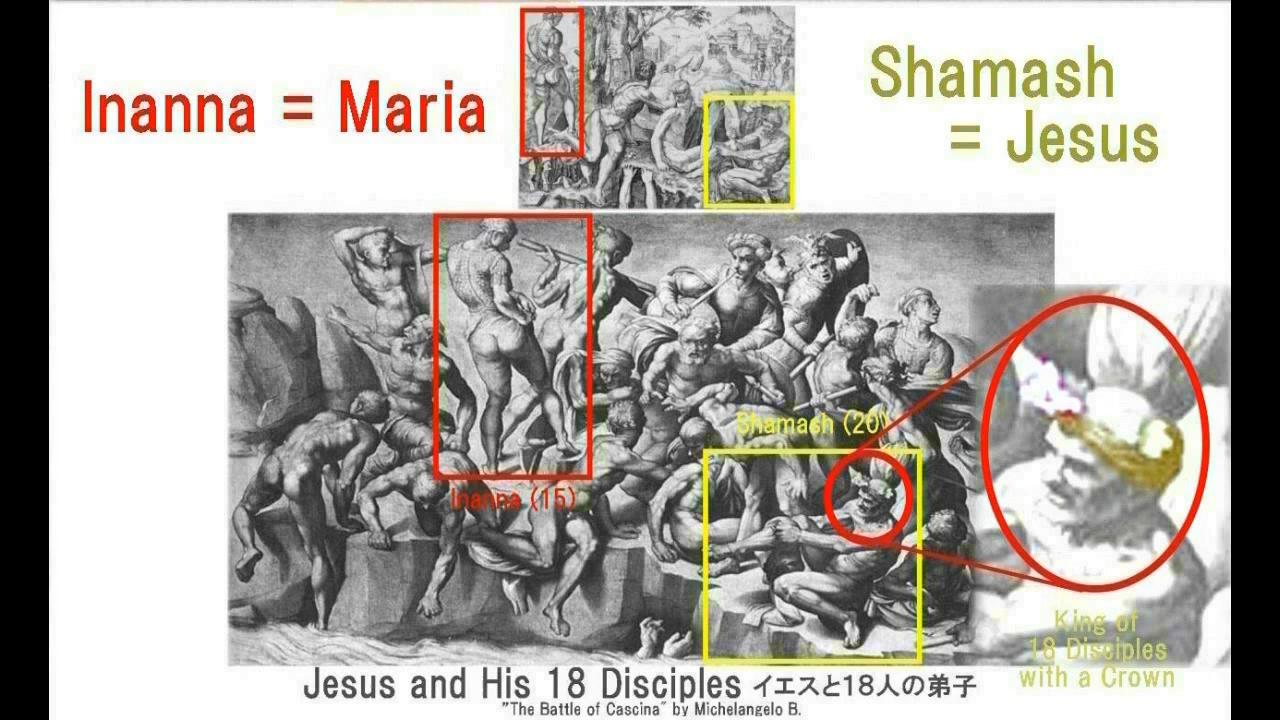 Inanna = Maria
Shamash
= Jesus
Shamash (20)
Inanna (15)
King of
18 Disciples
with a Crown
Jesus and His 18 Disciples イエスと18人の弟子
"The Battle of Cascina" by Michelangelo B.